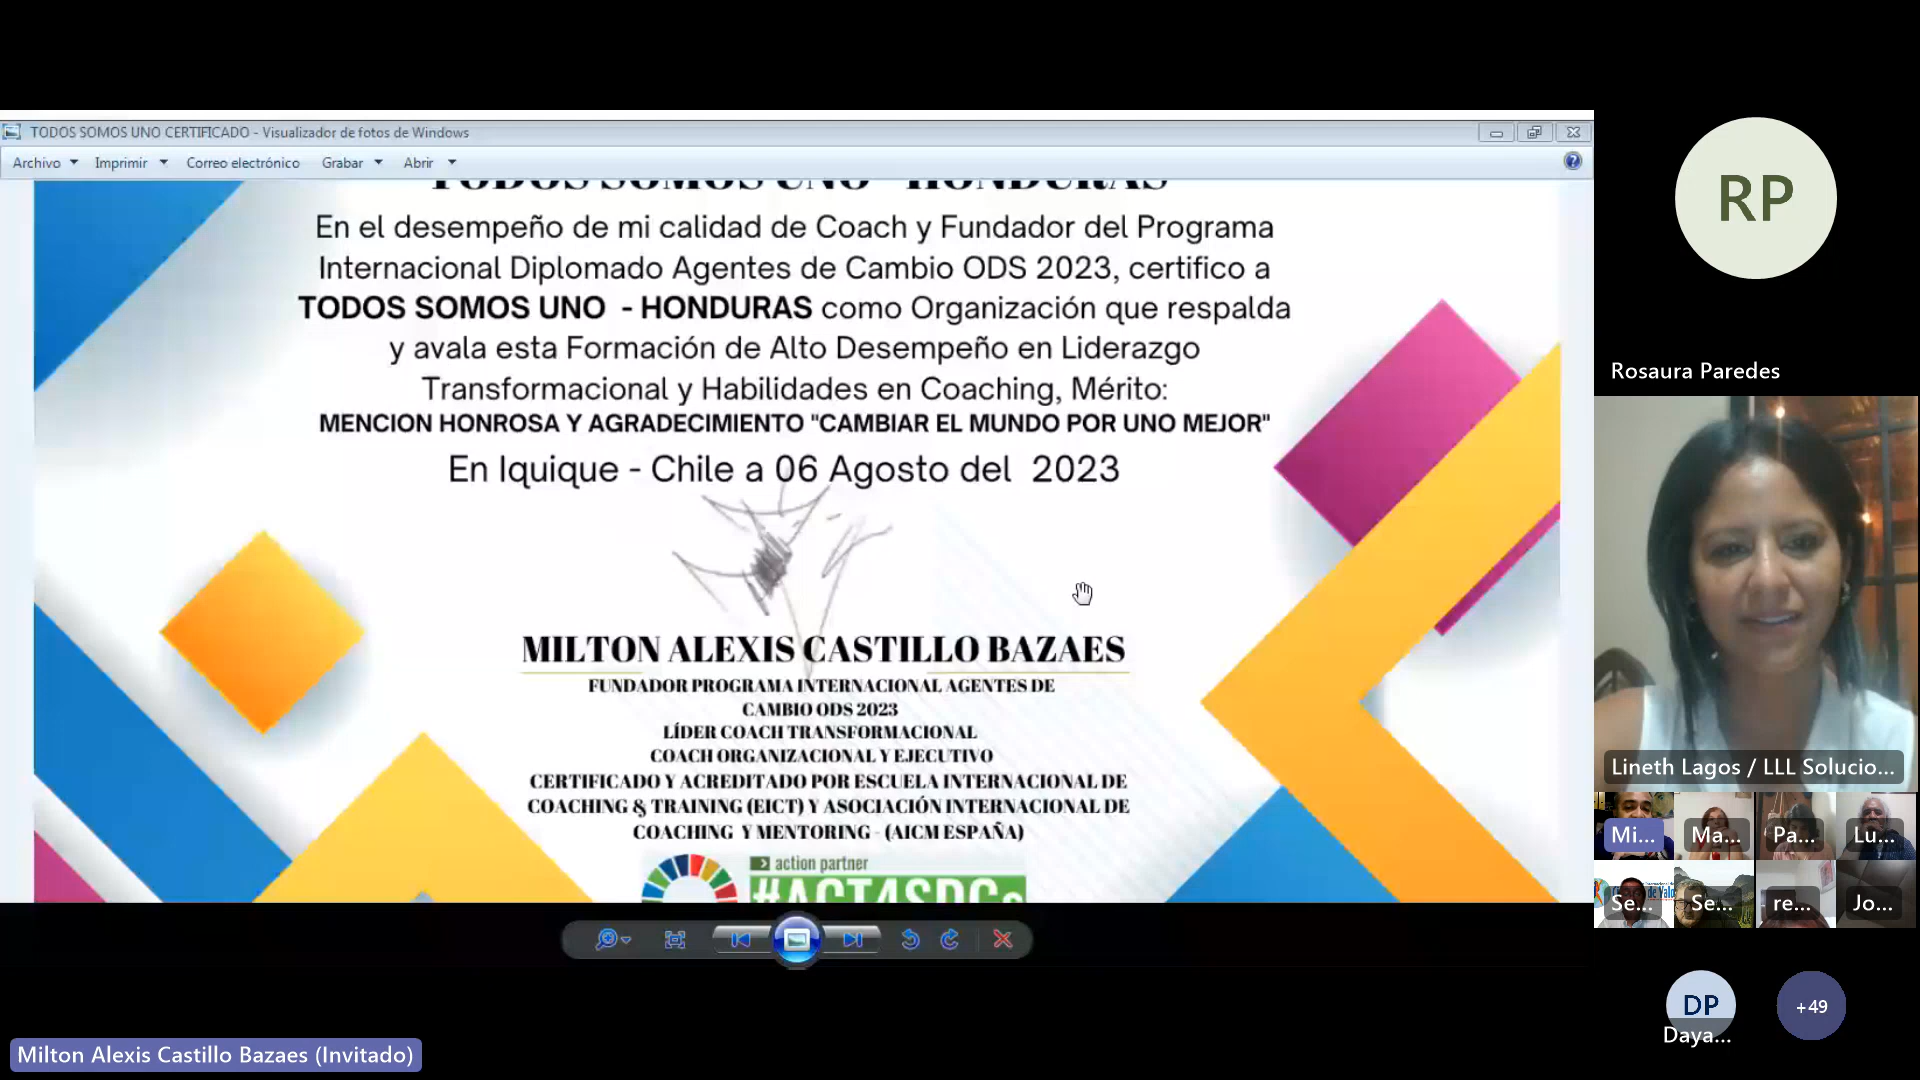 TODOS SOMOS UNO CERTIFICADO - Visualizador de fotos de Windows
Archivo Imprimir Correo electrónico Grabar Abrir
TODOS SOMOS UNO - HONDURAS
En el desempeño de mi calidad de Coach y Fundador del Programa
Internacional Diplomado Agentes de Cambio ODS 2023, certifico a
TODOS SOMOS UNO - HONDURAS como Organización que respalda
y avala esta Formación de Alto Desempeño en Liderazgo
Transformacional y Habilidades en Coaching, Mérito:
MENCION HONROSA Y AGRADECIMIENTO "CAMBIAR EL MUNDO POR UNO MEJOR"
En Iquique - Chile a 06 Agosto del 2023
MILTON ALEXIS CASTILLO BAZAES
FUNDADOR PROGRAMA INTERNACIONAL AGENTES DE
CAMBIO ODS 2023
LÍDER COACH TRANSFORMACIONAL
COACH ORGANIZACIONAL Y EJECUTIVO
CERTIFICADO Y ACREDITADO POR ESCUELA INTERNACIONAL DE
COACHING & TRAINING (EICT) Y ASOCIACIÓN INTERNACIONAL DE
COACHING Y MENTORING - (AICM ESPAÑA)
action partner
#ACT4SDGs
Milton Alexis Castillo Bazaes (Invitado)
RP
Rosaura Paredes
Lineth Lagos / LLL Solucio...
Mi... Ma... Pa... Lu...
Se... Se... re... Jo...
DP +49
Daya...